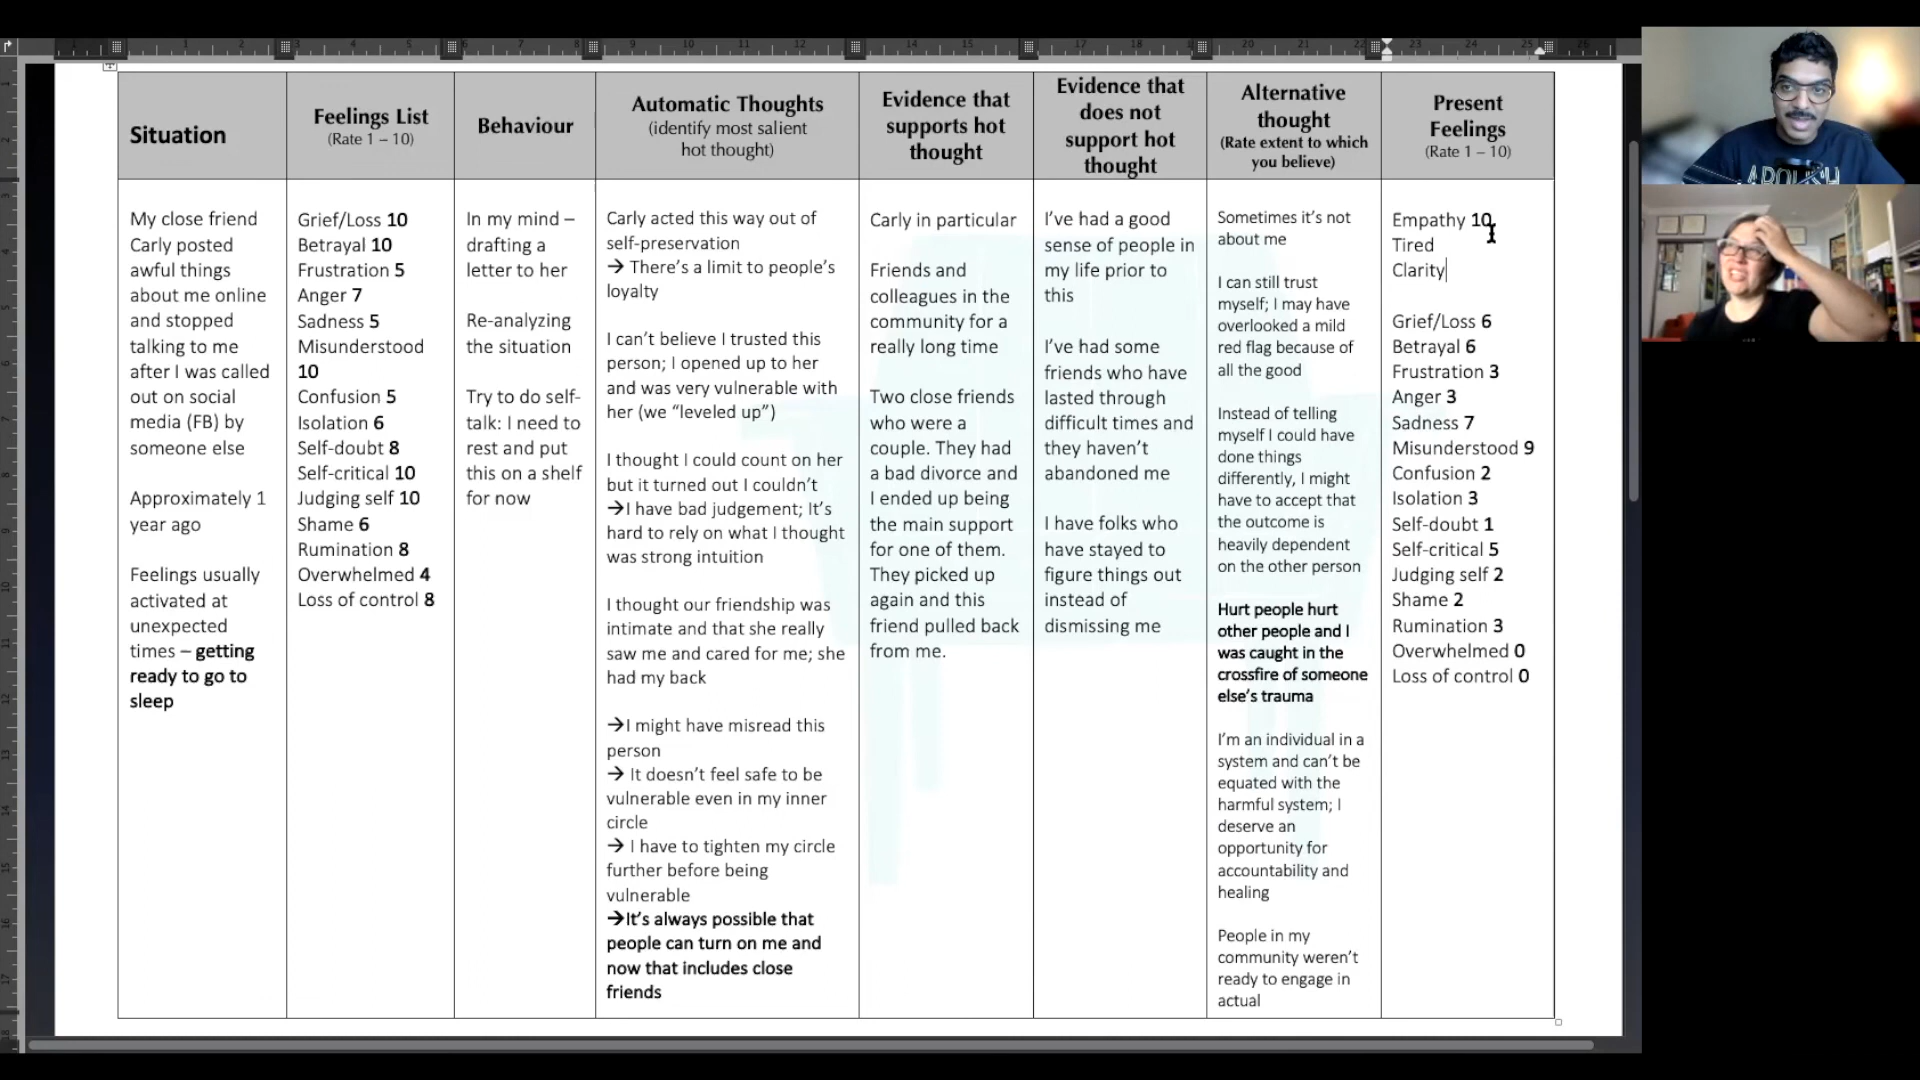 Situation
Feelings List
(Rate 1 – 10)
Behaviour
Automatic Thoughts
(identify most salient
hot thought)
Evidence that
supports hot
thought
Evidence that
does not
support hot
thought
Alternative
thought
(Rate extent to which
you believe)
Present
Feelings
(Rate 1 – 10)
My close friend
Carly posted
awful things
about me online
and stopped
talking to me
after I was called
out on social
media (FB) by
someone else
Approximately 1
year ago
Feelings usually
activated at
unexpected
times – getting
ready to go to
sleep
Grief/Loss 10
Betrayal 10
Frustration 5
Anger 7
Sadness 5
Misunderstood
10
Confusion 5
Isolation 6
Self-doubt 8
Self-critical 10
Judging self 10
Shame 6
Rumination 8
Overwhelmed 4
Loss of control 8
In my mind –
drafting a
letter to her
Re-analyzing
the situation
Try to do self-
talk: I need to
rest and put
this on a shelf
for now
Carly acted this way out of
self-preservation
→ There's a limit to people's
loyalty
I can't believe I trusted this
person; I opened up to her
and was very vulnerable with
her (we "leveled up")
I thought I could count on her
but it turned out I couldn't
→I have bad judgement; It's
hard to rely on what I thought
was strong intuition
I thought our friendship was
intimate and that she really
saw me and cared for me; she
had my back
→I might have misread this
person
→ It doesn't feel safe to be
vulnerable even in my inner
circle
→ I have to tighten my circle
further before being
vulnerable
→It's always possible that
people can turn on me and
now that includes close
friends
Carly in particular
Friends and
colleagues in the
community for a
really long time
Two close friends
who were a
couple. They had
a bad divorce and
I ended up being
the main support
for one of them.
They picked up
again and this
friend pulled back
from me.
I've had a good
sense of people in
my life prior to
this
I've had some
friends who have
lasted through
difficult times and
they haven't
abandoned me
I have folks who
have stayed to
figure things out
instead of
dismissing me
Sometimes it's not
about me
I can still trust
myself; I may have
overlooked a mild
red flag because of
all the good
Instead of telling
myself I could have
done things
differently, I might
have to accept that
the outcome is
heavily dependent
on the other person
Hurt people hurt
other people and I
was caught in the
crossfire of someone
else's trauma
I'm an individual in a
system and can't be
equated with the
harmful system; I
deserve an
opportunity for
accountability and
healing
People in my
community weren't
ready to engage in
actual
Empathy 10
Tired
Clarity
Grief/Loss 6
Betrayal 6
Frustration 3
Anger 3
Sadness 7
Misunderstood 9
Confusion 2
Isolation 3
Self-doubt 1
Self-critical 5
Judging self 2
Shame 2
Rumination 3
Overwhelmed 0
Loss of control 0